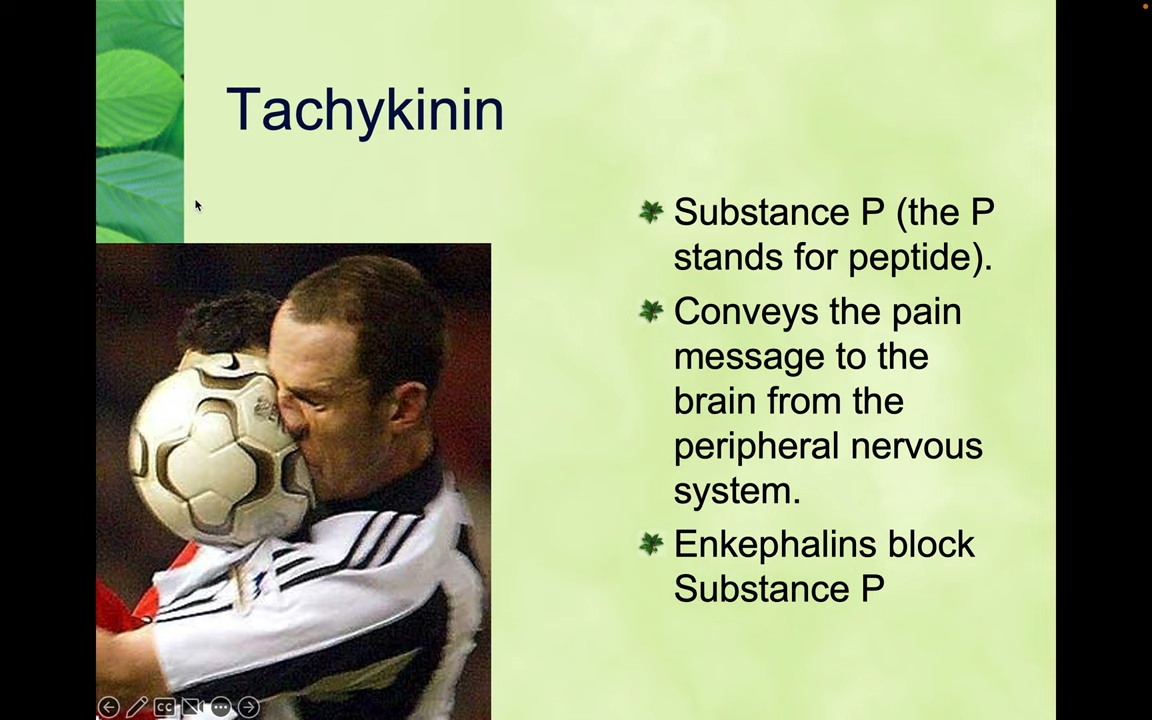 Tachykinin
Substance P (the P
stands for peptide).
Conveys the pain
message to the
brain from the
peripheral nervous
system.
Enkephalins block
Substance P
CC